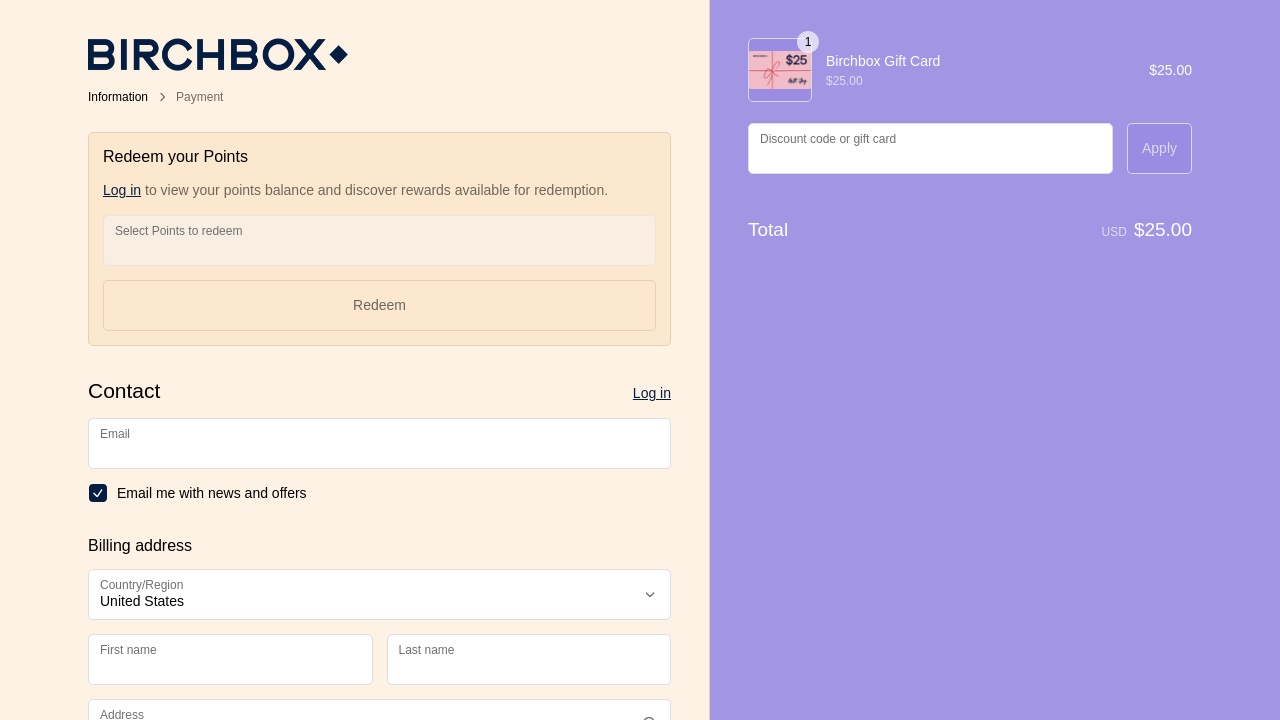 BIRCHBOX
Information > Payment
Redeem your Points
Log in to view your points balance and discover rewards available for redemption.
Select Points to redeem
Redeem
Contact
Log in
Email
Email me with news and offers
Billing address
Country/Region
United States
First name
Last name
Address
$25
1
Birchbox Gift Card
$25.00
$25.00
Discount code or gift card
Apply
Total
USD $25.00